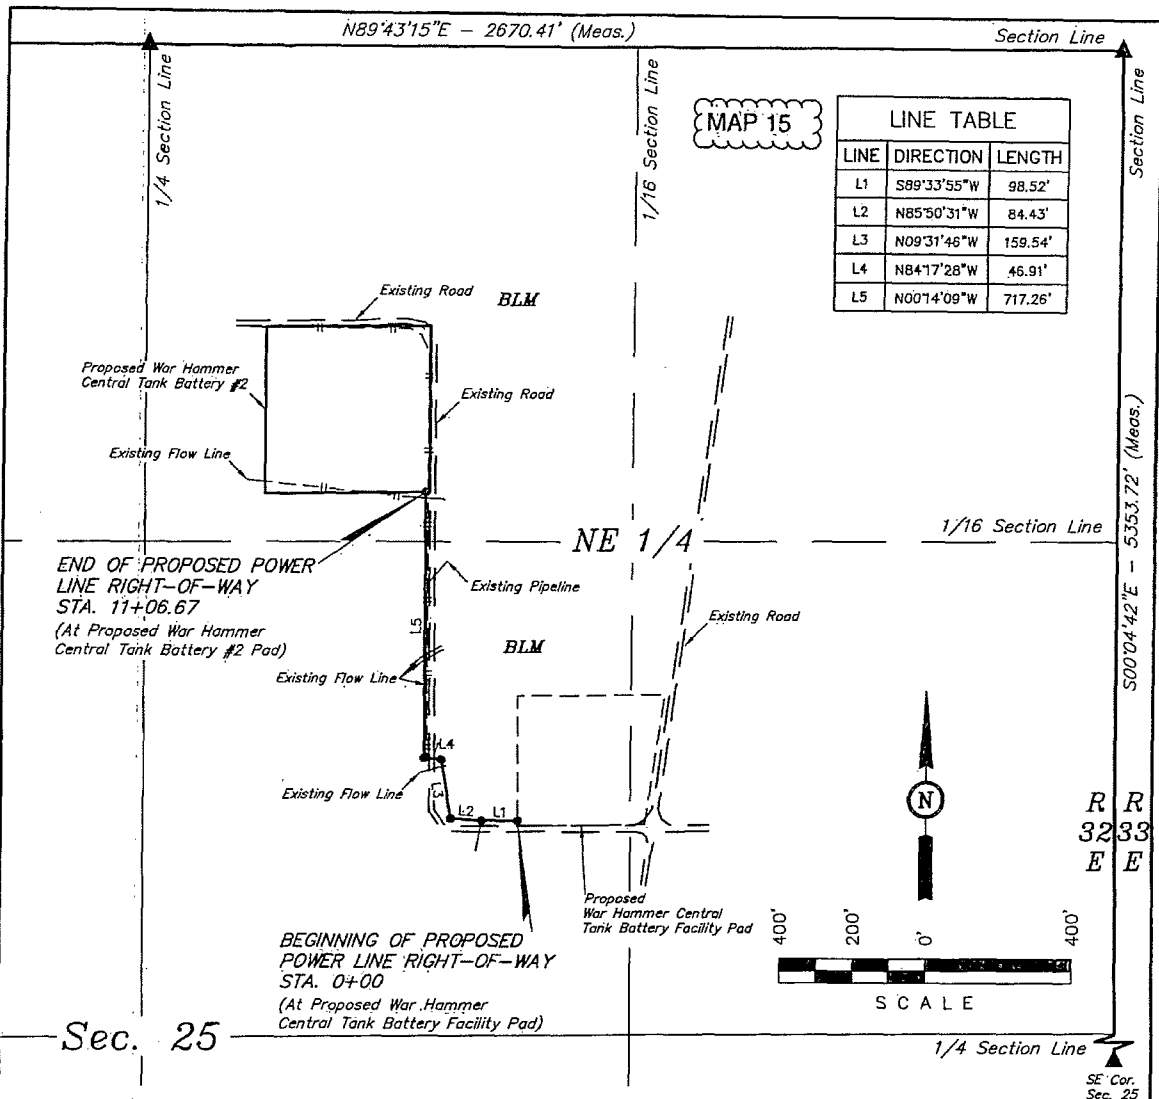 N89°43'15"E - 2670.41' (Meas.)
Section Line
1/4 Section Line
1/16 Section Line
Section Line
MAP 15
LINE TABLE
LINE DIRECTION LENGTH
L1 S89°33'55"W 98.52'
L2 N85°50'31"W 84.43'
L3 N09°31'46"W 159.54'
L4 N84°17'28"W 46.91'
L5 N00°14'09"W 717.26'
Existing Road
BLM
Proposed War Hammer
Central Tank Battery #2
Existing Road
Existing Flow Line
S00°04'42"E - 5353.72' (Meas.)
1/16 Section Line
NE 1/4
END OF PROPOSED POWER
LINE RIGHT-OF-WAY
STA. 11+06.67
(At Proposed War Hammer
Central Tank Battery #2 Pad)
Existing Pipeline
L5
Existing Road
BLM
Existing Flow Line
L4
Existing Flow Line
L3
L2
L1
N
R R
32 33
E E
Proposed
War Hammer Central
Tank Battery Facility Pad
BEGINNING OF PROPOSED
POWER LINE RIGHT-OF-WAY
STA. 0+00
(At Proposed War Hammer
Central Tank Battery Facility Pad)
400' 200' 0' 400'
SCALE
Sec. 25
1/4 Section Line
SE Cor.
Sec. 25